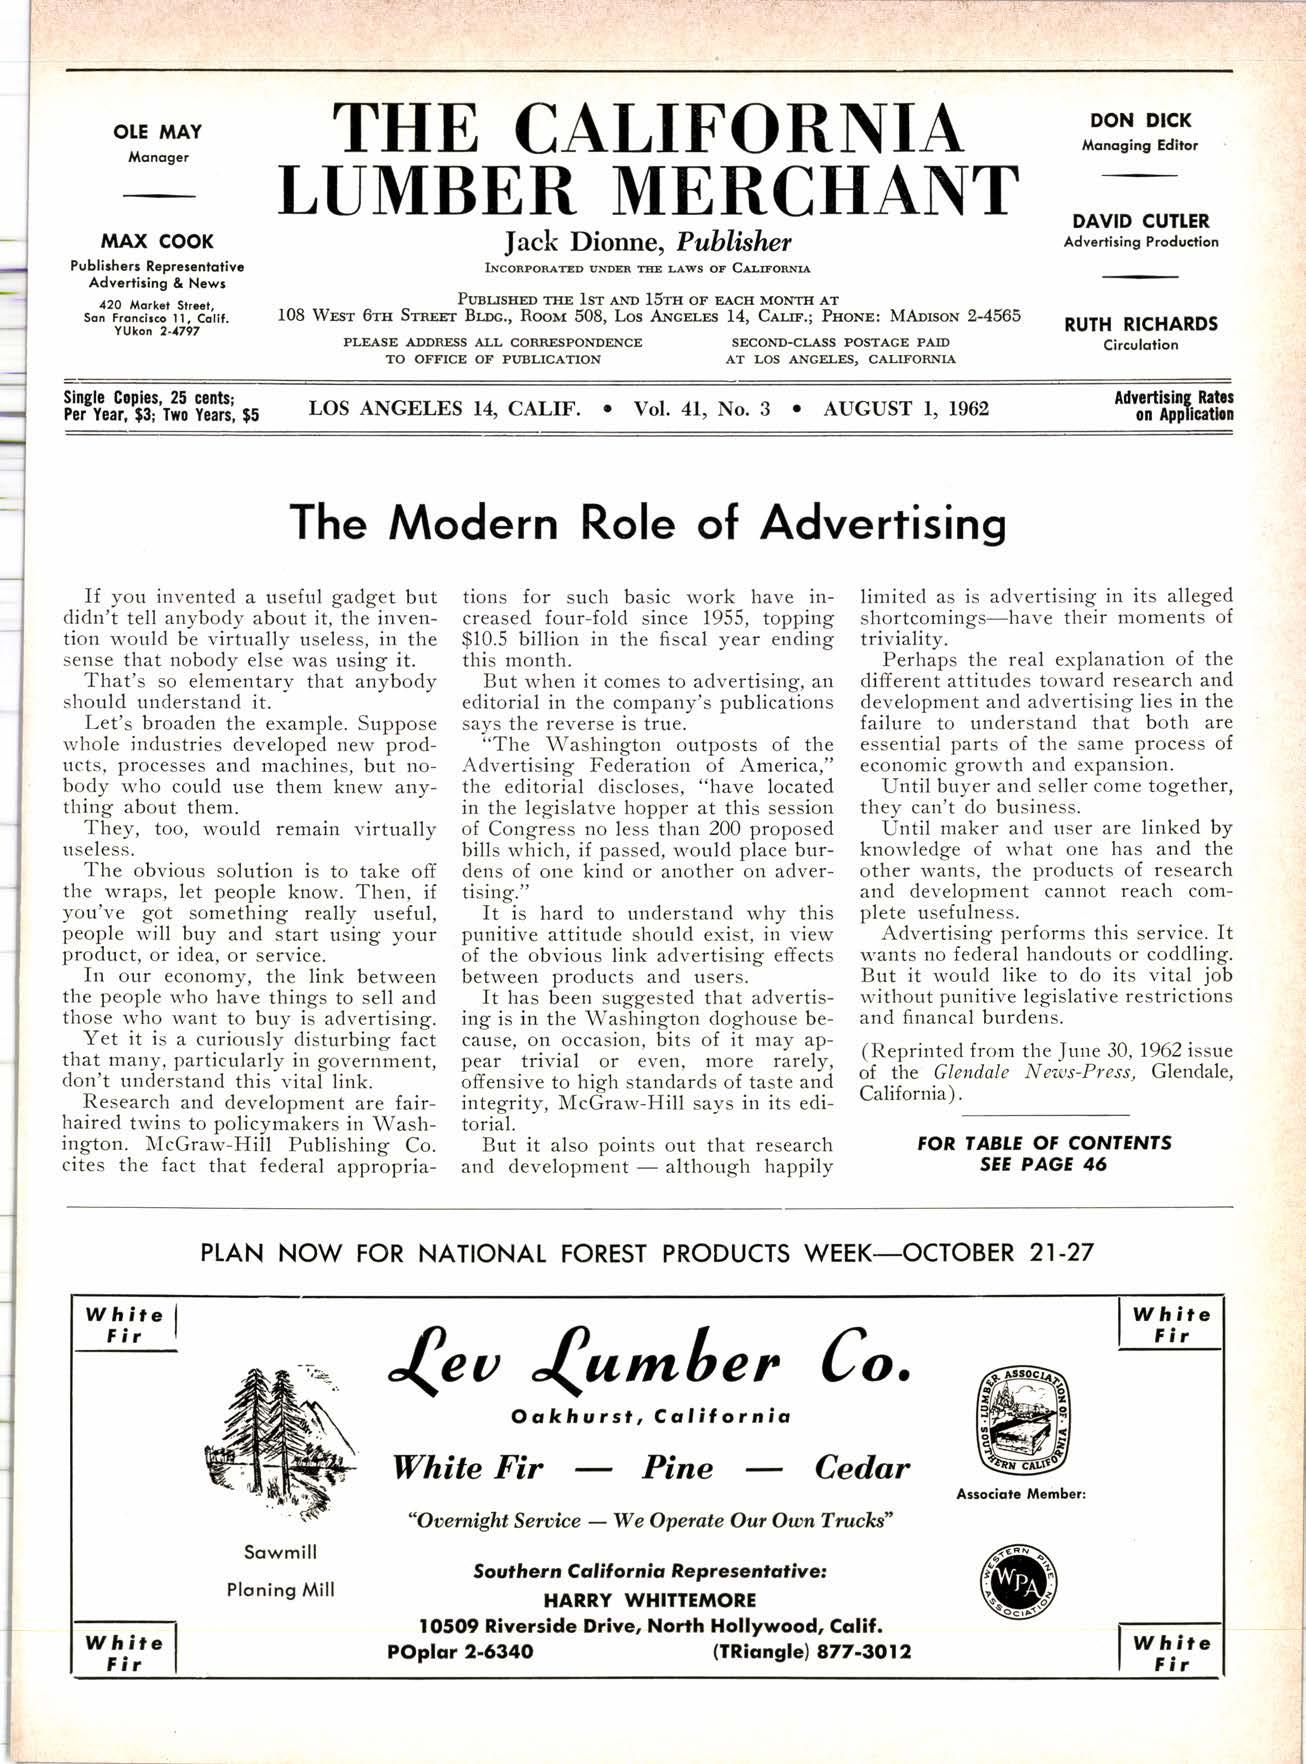 OLE MAY
Manager
MAX COOK
Publishers Representative
Advertising & News
420 Market Street,
San Francisco 11, Calif.
YUkon 2-4797
THE CALIFORNIA
LUMBER MERCHANT
Jack Dionne, Publisher
INCORPORATED UNDER THE LAWS OF CALIFORNIA
PUBLISHED THE 1ST AND 15TH OF EACH MONTH AT
108 WEST 6TH STREET BLDG., ROOM 508, LOS ANGELES 14, CALIF.; PHONE: MADISON 2-4565
PLEASE ADDRESS ALL CORRESPONDENCE
TO OFFICE OF PUBLICATION
SECOND-CLASS POSTAGE PAID
AT LOS ANGELES, CALIFORNIA
DON DICK
Managing Editor
DAVID CUTLER
Advertising Production
RUTH RICHARDS
Circulation
Single Copies, 25 cents;
Per Year, $3; Two Years, $5
LOS ANGELES 14, CALIF. • Vol. 41, No. 3 • AUGUST 1, 1962
Advertising Rates
on Application
The Modern Role of Advertising
If you invented a useful gadget but
didn't tell anybody about it, the inven-
tion would be virtually useless, in the
sense that nobody else was using it.
That's so elementary that anybody
should understand it.
Let's broaden the example. Suppose
whole industries developed new prod-
ucts, processes and machines, but no-
body who could use them knew any-
thing about them.
They, too, would remain virtually
useless.
The obvious solution is to take off
the wraps, let people know. Then, if
you've got something really useful,
people will buy and start using your
product, or idea, or service.
In our economy, the link between
the people who have things to sell and
those who want to buy is advertising.
Yet it is a curiously disturbing fact
that many, particularly in government,
don't understand this vital link.
Research and development are fair-
haired twins to policymakers in Wash-
ington. McGraw-Hill Publishing Co.
cites the fact that federal appropria-
tions for such basic work have in-
creased four-fold since 1955, topping
$10.5 billion in the fiscal year ending
this month.
But when it comes to advertising, an
editorial in the company's publications
says the reverse is true.
"The Washington outposts of the
Advertising Federation of America,"
the editorial discloses, "have located
in the legislatve hopper at this session
of Congress no less than 200 proposed
bills which, if passed, would place bur-
dens of one kind or another on adver-
tising."
It is hard to understand why this
punitive attitude should exist, in view
of the obvious link advertising effects
between products and users.
It has been suggested that advertis-
ing is in the Washington doghouse be-
cause, on occasion, bits of it may ap-
pear trivial or even, more rarely,
offensive to high standards of taste and
integrity, McGraw-Hill says in its edi-
torial.
But it also points out that research
and development — although happily
limited as is advertising in its alleged
shortcomings—have their moments of
triviality.
Perhaps the real explanation of the
different attitudes toward research and
development and advertising lies in the
failure to understand that both are
essential parts of the same process of
economic growth and expansion.
Until buyer and seller come together,
they can't do business.
Until maker and user are linked by
knowledge of what one has and the
other wants, the products of research
and development cannot reach com-
plete usefulness.
Advertising performs this service. It
wants no federal handouts or coddling.
But it would like to do its vital job
without punitive legislative restrictions
and financal burdens.
(Reprinted from the June 30, 1962 issue
of the Glendale News-Press, Glendale,
California).
FOR TABLE OF CONTENTS
SEE PAGE 46
PLAN NOW FOR NATIONAL FOREST PRODUCTS WEEK—OCTOBER 21-27
White
Fir
White
Fir
Lev Lumber Co.
Oakhurst, California
White Fir — Pine — Cedar
"Overnight Service — We Operate Our Own Trucks"
Sawmill
Planing Mill
Southern California Representative:
HARRY WHITTEMORE
10509 Riverside Drive, North Hollywood, Calif.
POplar 2-6340 (TRiangle) 877-3012
LUMBER ASSOCIATION OF SOUTHERN CALIFORNIA
Associate Member:
WESTERN PINE ASSOCIATION
WPA
White
Fir
White
Fir